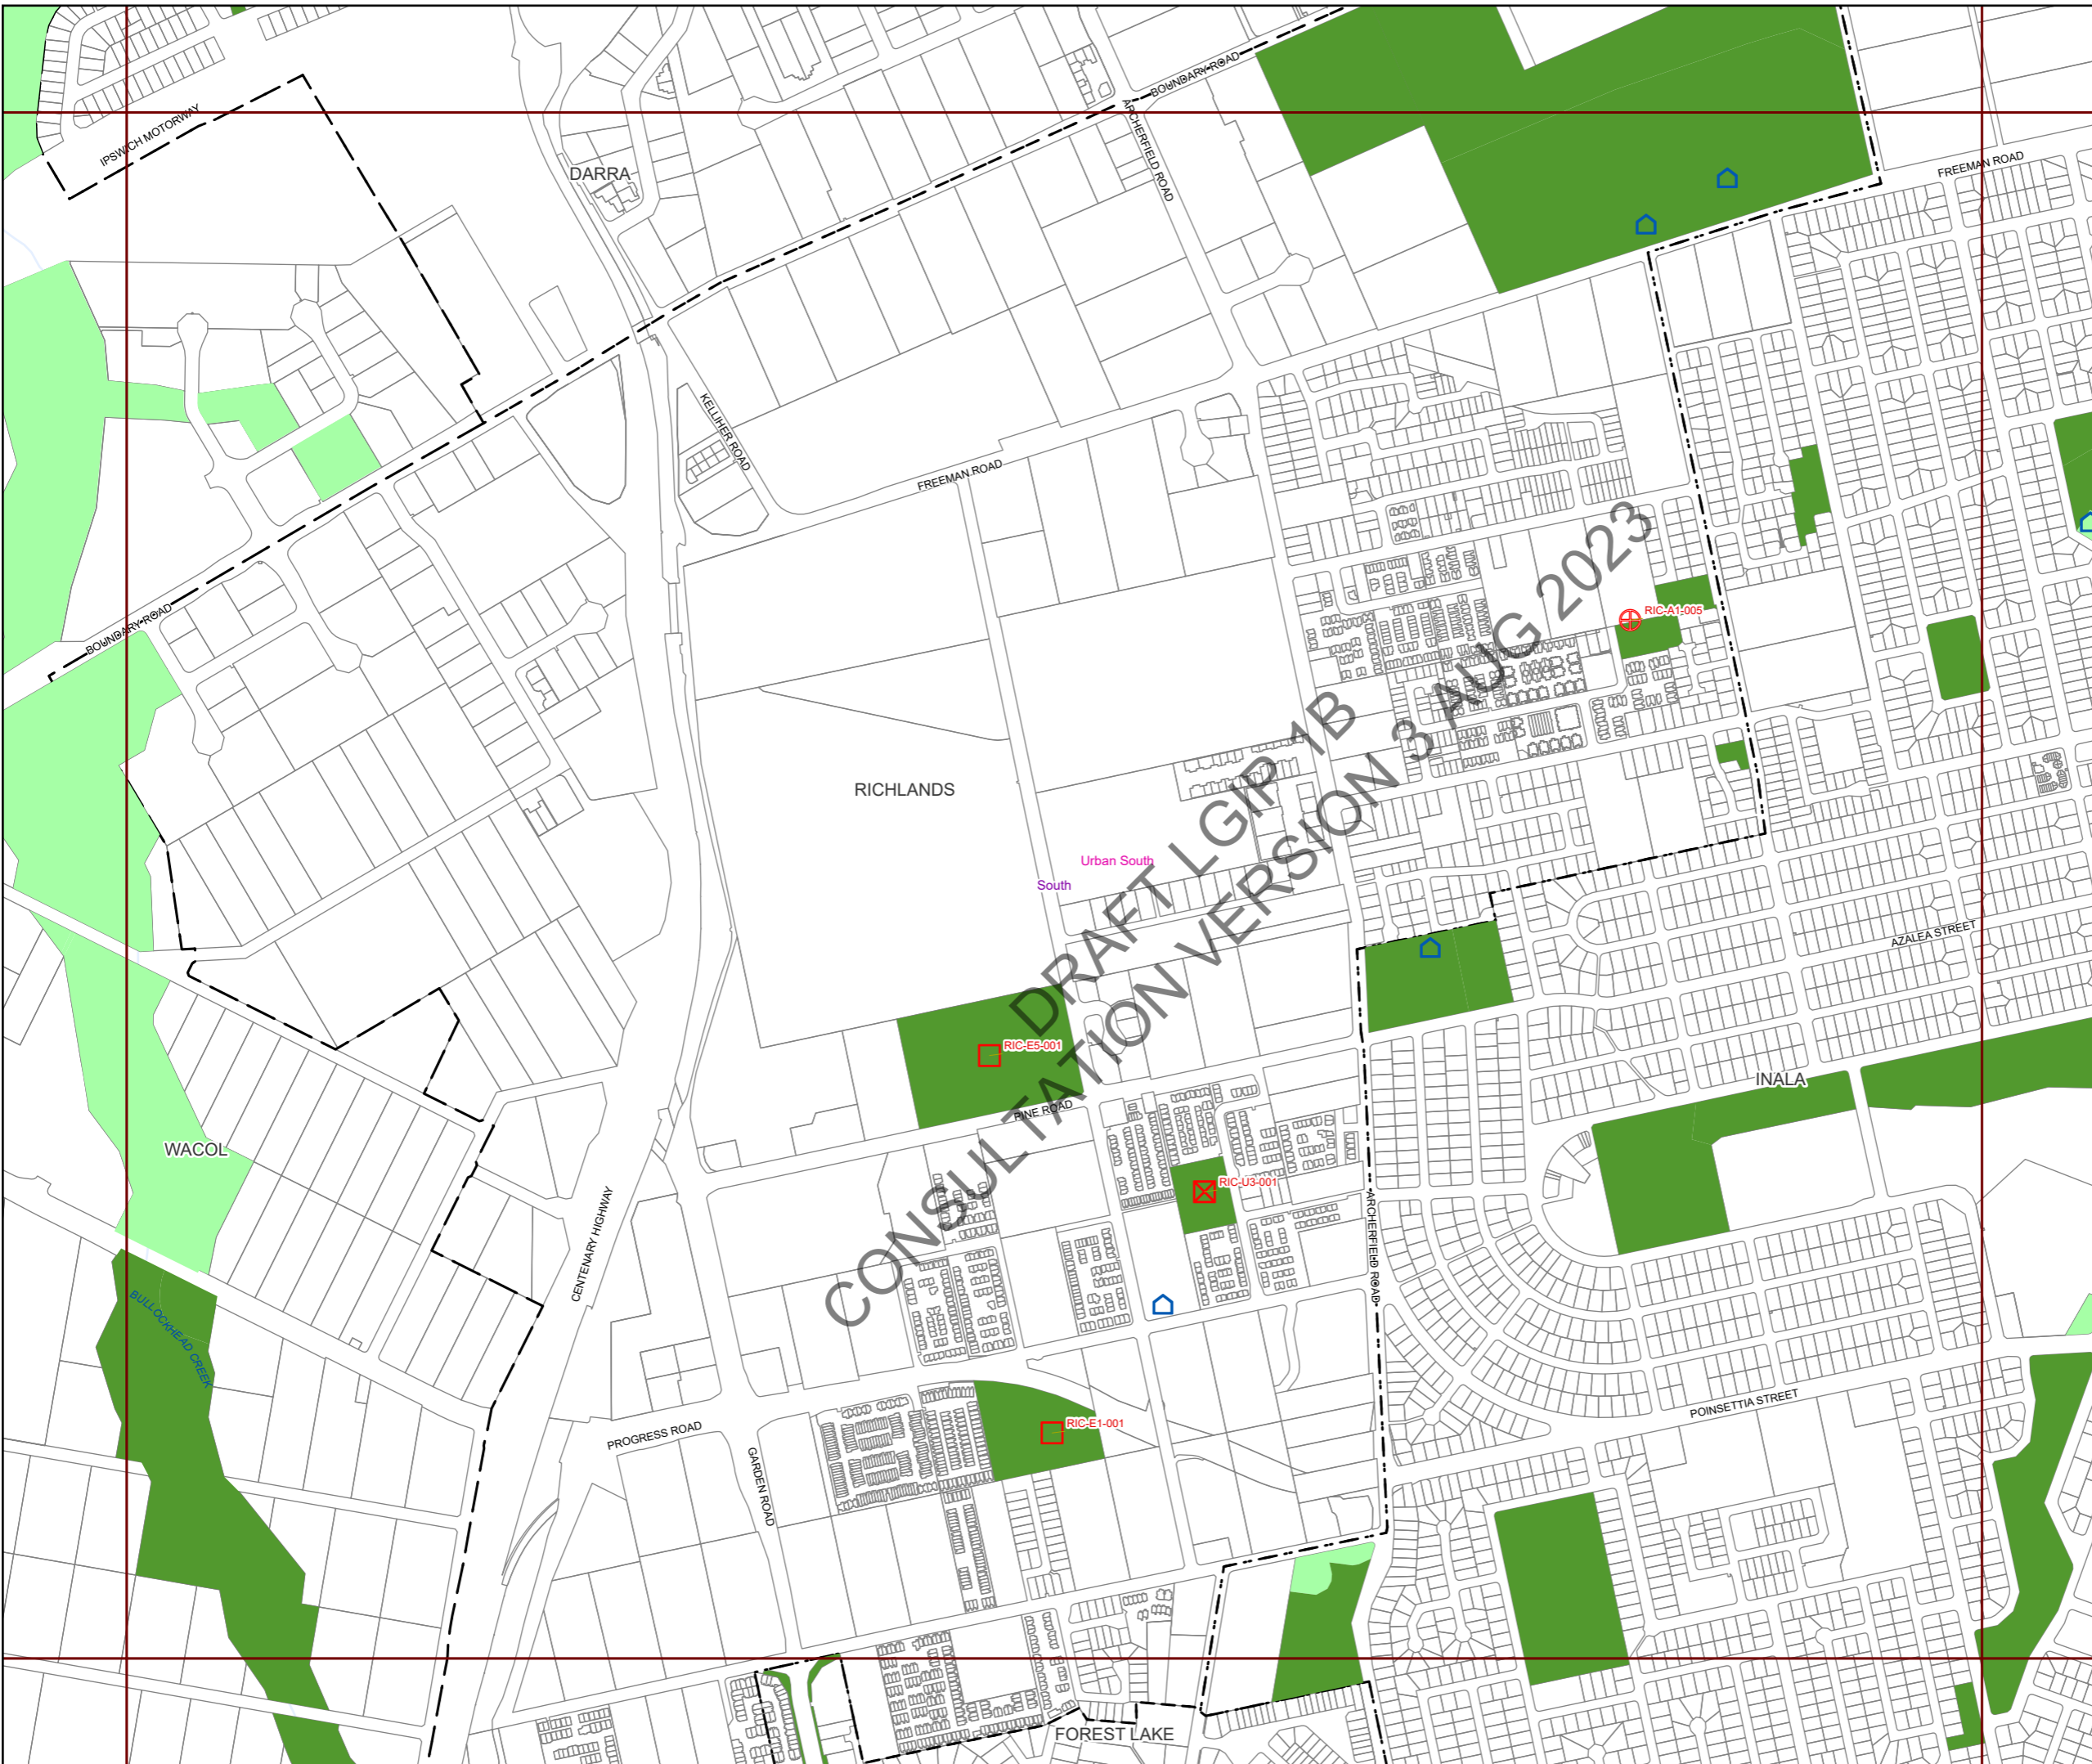 BOUNDARY ROAD
IPSWICH MOTORWAY
ARCHERFIELD ROAD
FREEMAN ROAD
DARRA
KELLIHER ROAD
FREEMAN ROAD
RIC-A1-005
BOUNDARY ROAD
RICHLANDS
Urban South
South
AZALEA STREET
DRAFT LGIP 1B
CONSULTATION VERSION 3 AUG 2023
RIC-E5-001
INALA
PINE ROAD
WACOL
RIC-U3-001
CENTENARY HIGHWAY
ARCHERFIELD ROAD
BULLOCKHEAD CREEK
POINSETTIA STREET
RIC-E1-001
PROGRESS ROAD
GARDEN ROAD
FOREST LAKE